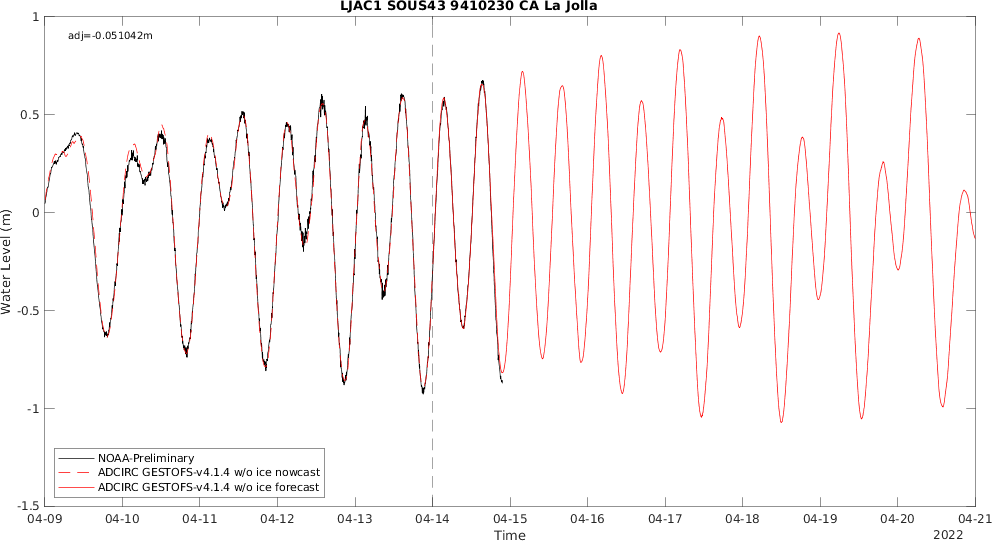 LJAC1 SOUS43 9410230 CA La Jolla
adj=-0.051042m
1
0.5
0
-0.5
-1
-1.5
Water Level (m)
NOAA-Preliminary
ADCIRC GESTOFS-v4.1.4 w/o ice nowcast
ADCIRC GESTOFS-v4.1.4 w/o ice forecast
04-09 04-10 04-11 04-12 04-13 04-14 04-15 04-16 04-17 04-18 04-19 04-20 04-21
Time
2022